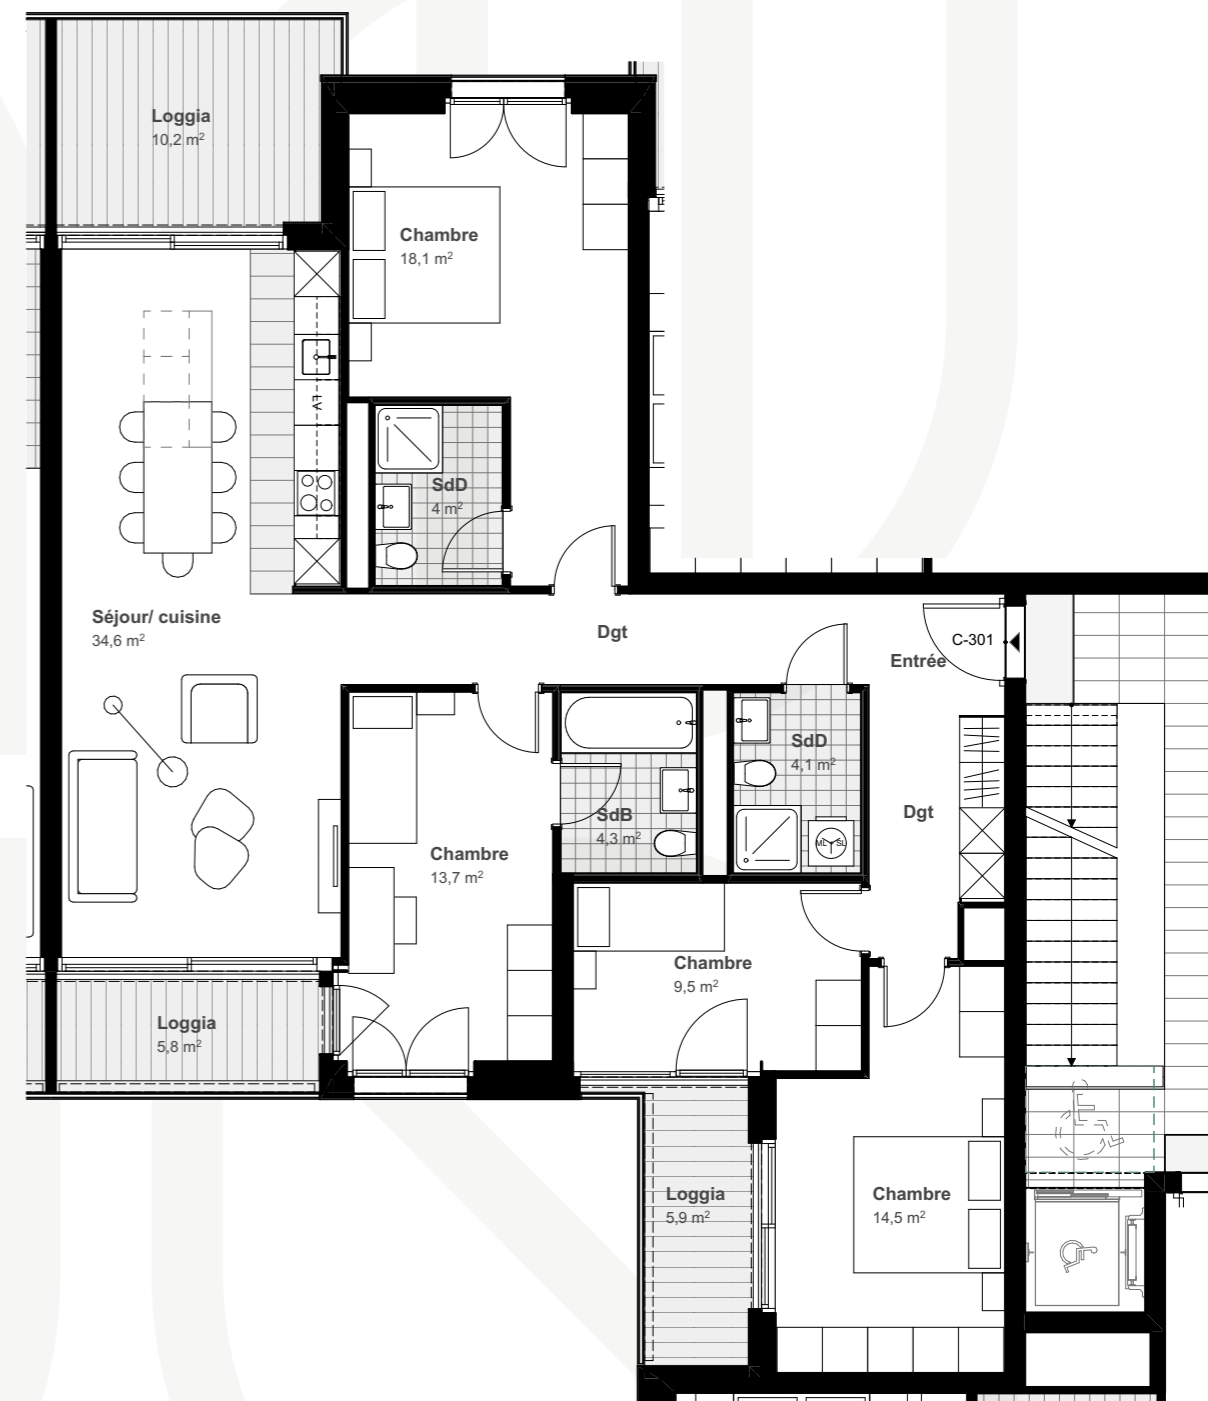 Loggia
10,2 m²
Chambre
18,1 m²
LV
SdD
4 m²
Séjour/ cuisine
34,6 m²
Dgt
C-301
Entrée
SdD
4,1 m²
SdB
4,3 m²
ML
SL
Dgt
Chambre
13,7 m²
Chambre
9,5 m²
Loggia
5,8 m²
Loggia
5,9 m²
Chambre
14,5 m²